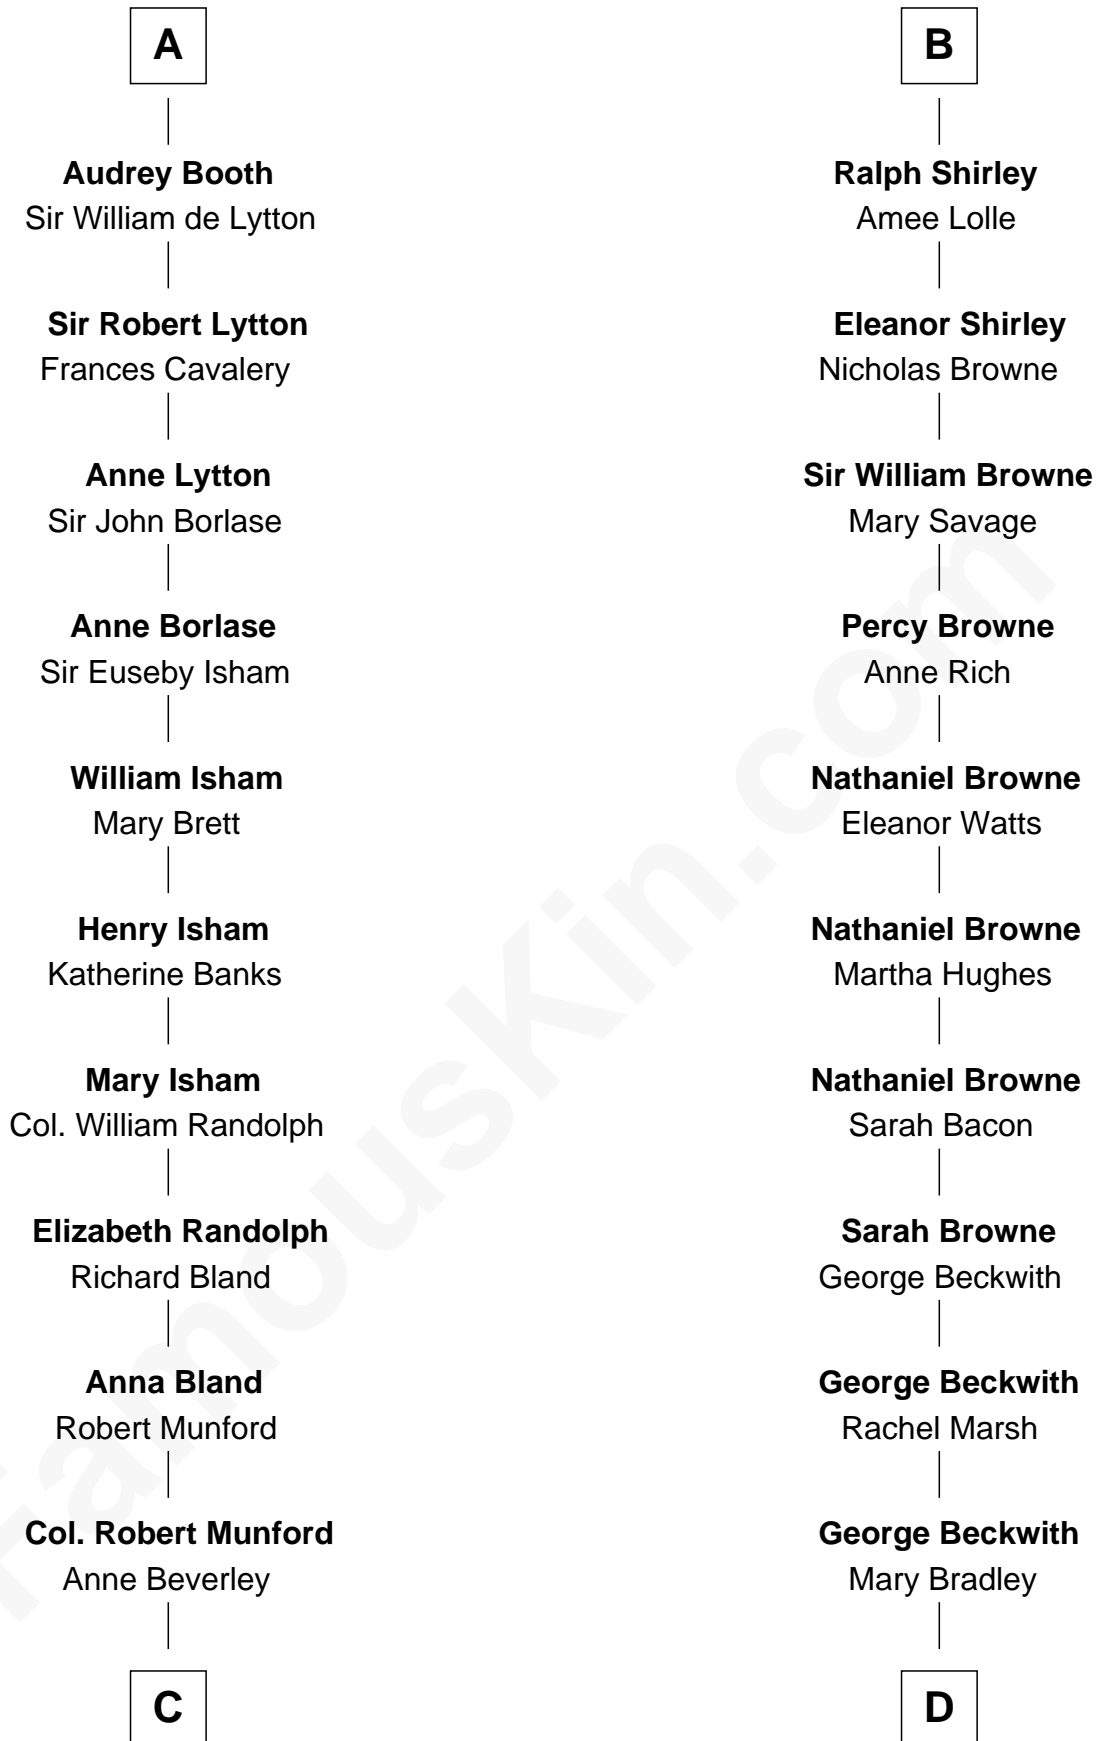 A
Audrey Booth
Sir William de Lytton
Sir Robert Lytton
Frances Cavalery
Anne Lytton
Sir John Borlase
Anne Borlase
Sir Euseby Isham
William Isham
Mary Brett
Henry Isham
Katherine Banks
Mary Isham
Col. William Randolph
Elizabeth Randolph
Richard Bland
Anna Bland
Robert Munford
Col. Robert Munford
Anne Beverley
C
B
Ralph Shirley
Amee Lolle
Eleanor Shirley
Nicholas Browne
Sir William Browne
Mary Savage
Percy Browne
Anne Rich
Nathaniel Browne
Eleanor Watts
Nathaniel Browne
Martha Hughes
Nathaniel Browne
Sarah Bacon
Sarah Browne
George Beckwith
George Beckwith
Rachel Marsh
George Beckwith
Mary Bradley
D
FamousKin.com